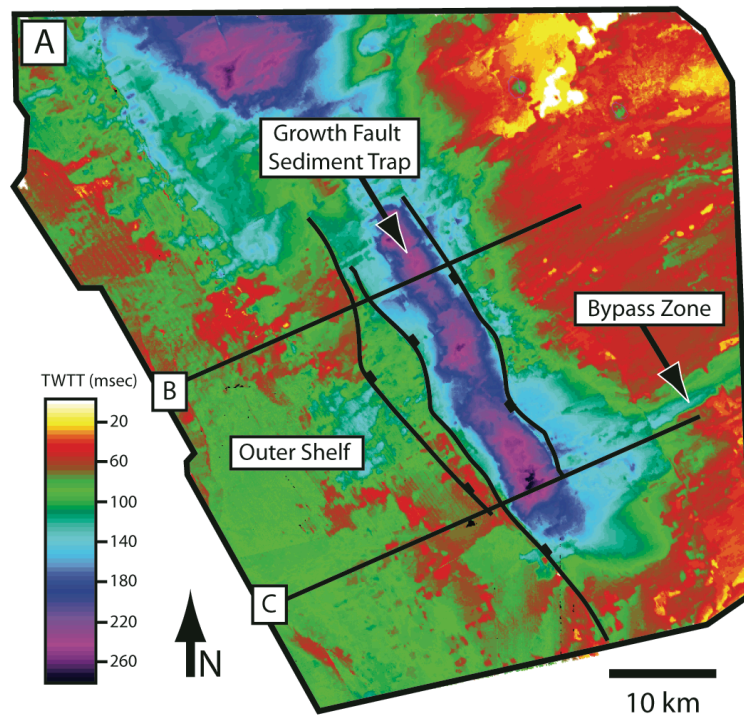 A
Growth Fault
Sediment Trap
Bypass Zone
B
TWTT (msec)
20
60
100
140
180
220
260
Outer Shelf
C
N
10 km